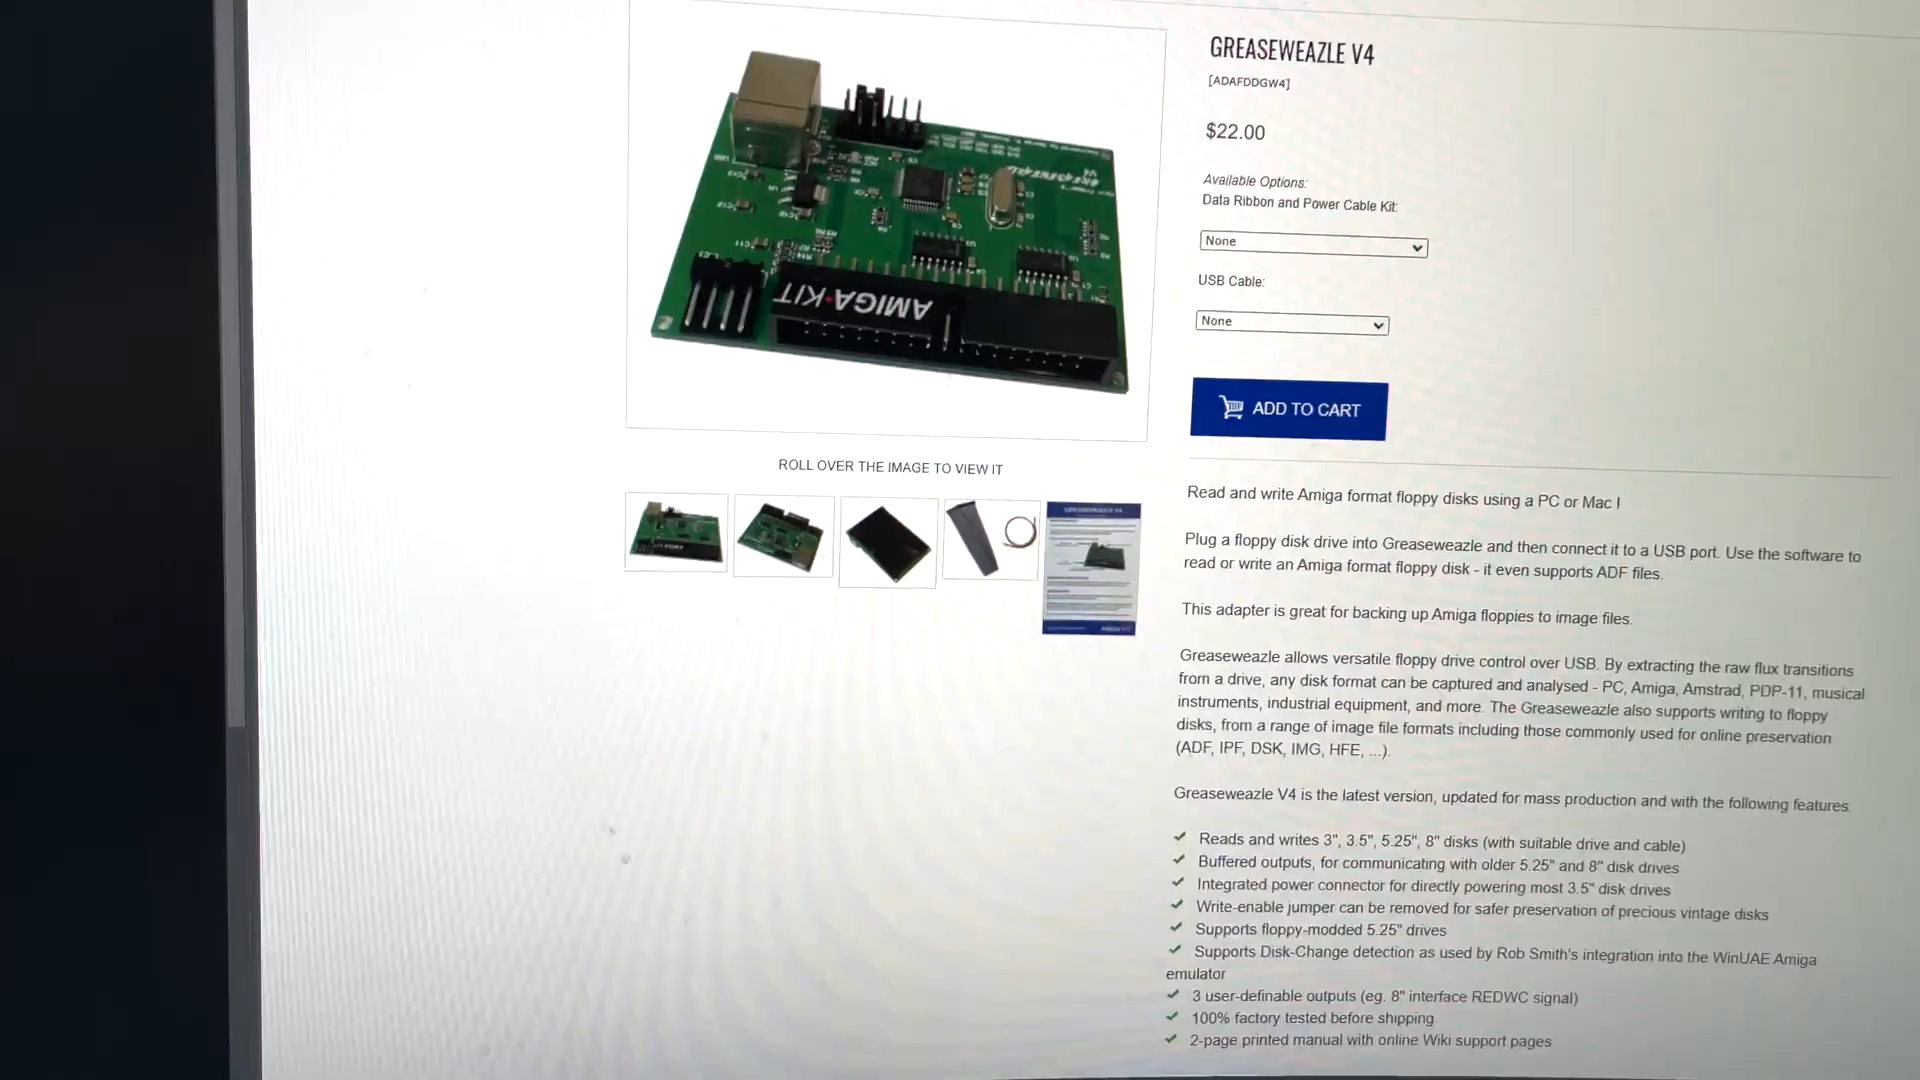 GREASEWEAZLE V4
[ADAFDDGW4]
$22.00
Available Options:
Data Ribbon and Power Cable Kit:
None
USB Cable:
None
ADD TO CART
AMIGA KIT
GREASEWEAZLE
V4
ROLL OVER THE IMAGE TO VIEW IT
Read and write Amiga format floppy disks using a PC or Mac !
Plug a floppy disk drive into Greaseweazle and then connect it to a USB port. Use the software to
read or write an Amiga format floppy disk - it even supports ADF files.
This adapter is great for backing up Amiga floppies to image files.
Greaseweazle allows versatile floppy drive control over USB. By extracting the raw flux transitions
from a drive, any disk format can be captured and analysed - PC, Amiga, Amstrad, PDP-11, musical
instruments, industrial equipment, and more. The Greaseweazle also supports writing to floppy
disks, from a range of image file formats including those commonly used for online preservation
(ADF, IPF, DSK, IMG, HFE, ...).
Greaseweazle V4 is the latest version, updated for mass production and with the following features:
Reads and writes 3", 3.5", 5.25", 8" disks (with suitable drive and cable)
Buffered outputs, for communicating with older 5.25" and 8" disk drives
Integrated power connector for directly powering most 3.5" disk drives
Write-enable jumper can be removed for safer preservation of precious vintage disks
Supports floppy-modded 5.25" drives
Supports Disk-Change detection as used by Rob Smith's integration into the WinUAE Amiga
emulator
3 user-definable outputs (eg. 8" interface REDWC signal)
100% factory tested before shipping
2-page printed manual with online Wiki support pages